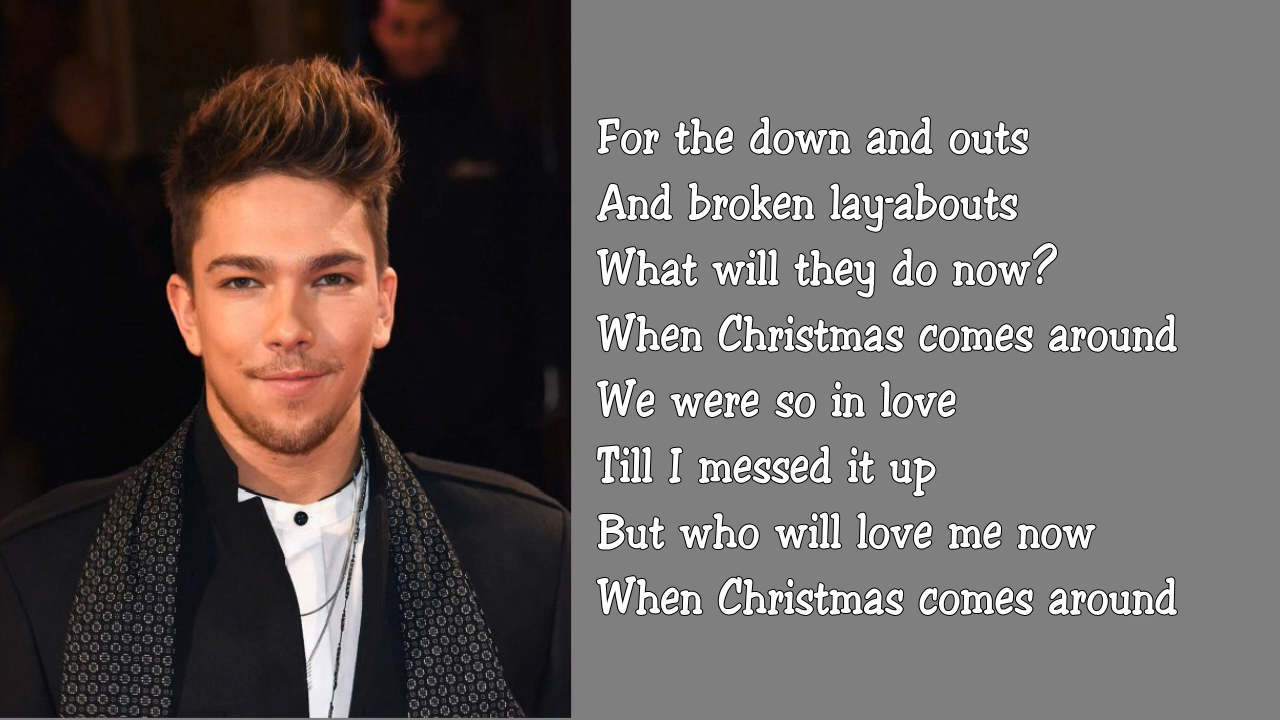 For the down and outs
And broken lay-abouts
What will they do now?
When Christmas comes around
We were so in love
Till I messed it up
But who will love me now
When Christmas comes around